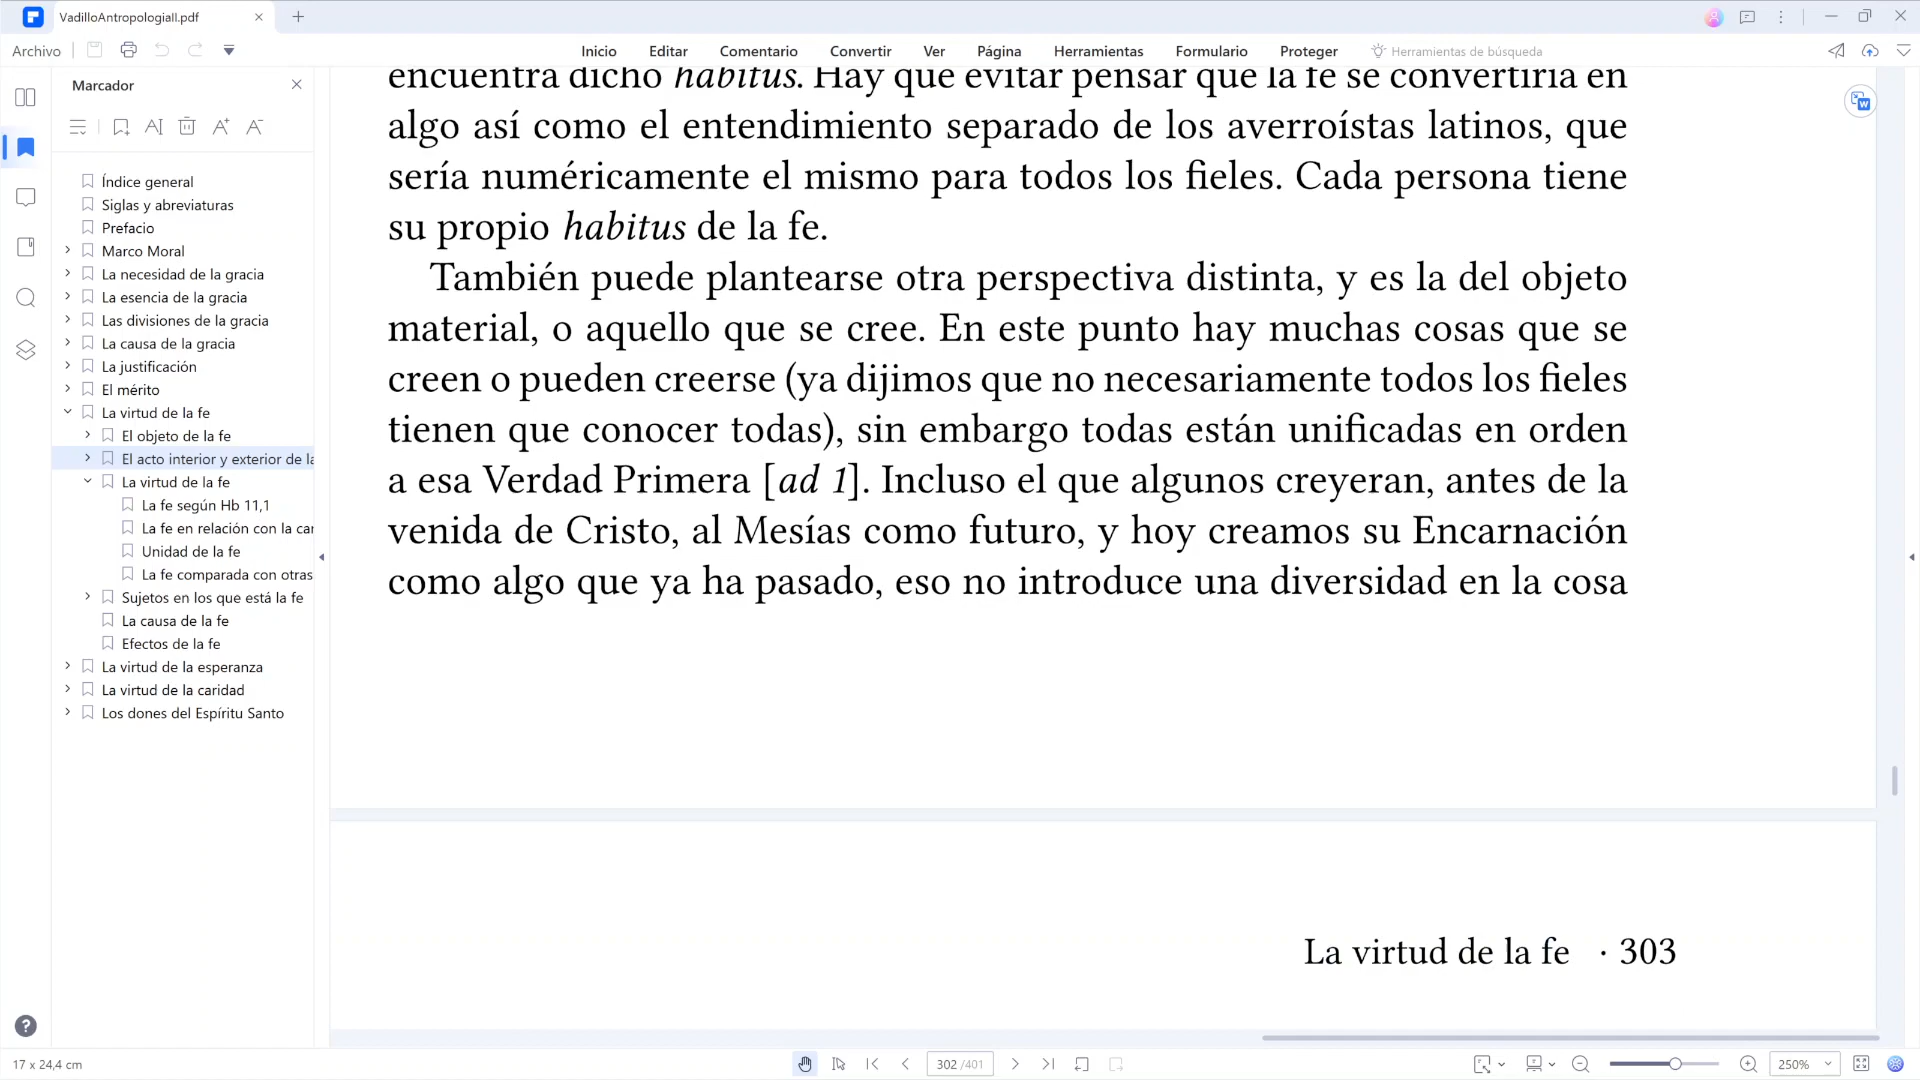 VadilloAntropologiaII.pdf
Archivo
Inicio
Editar
Comentario
Convertir
Ver
Página
Herramientas
Formulario
Proteger
Herramientas de búsqueda
Marcador
Índice general
Siglas y abreviaturas
Prefacio
Marco Moral
La necesidad de la gracia
La esencia de la gracia
Las divisiones de la gracia
La causa de la gracia
La justificación
El mérito
La virtud de la fe
El objeto de la fe
El acto interior y exterior de la
La virtud de la fe
La fe según Hb 11,1
La fe en relación con la car
Unidad de la fe
La fe comparada con otras
Sujetos en los que está la fe
La causa de la fe
Efectos de la fe
La virtud de la esperanza
La virtud de la caridad
Los dones del Espíritu Santo
encuentra dicho habitus. Hay que evitar pensar que la fe se convertiría en
algo así como el entendimiento separado de los averroístas latinos, que
sería numéricamente el mismo para todos los fieles. Cada persona tiene
su propio habitus de la fe.
También puede plantearse otra perspectiva distinta, y es la del objeto
material, o aquello que se cree. En este punto hay muchas cosas que se
creen o pueden creerse (ya dijimos que no necesariamente todos los fieles
tienen que conocer todas), sin embargo todas están unificadas en orden
a esa Verdad Primera [ad 1]. Incluso el que algunos creyeran, antes de la
venida de Cristo, al Mesías como futuro, y hoy creamos su Encarnación
como algo que ya ha pasado, eso no introduce una diversidad en la cosa
La virtud de la fe · 303
17 x 24,4 cm
302 /401
250%